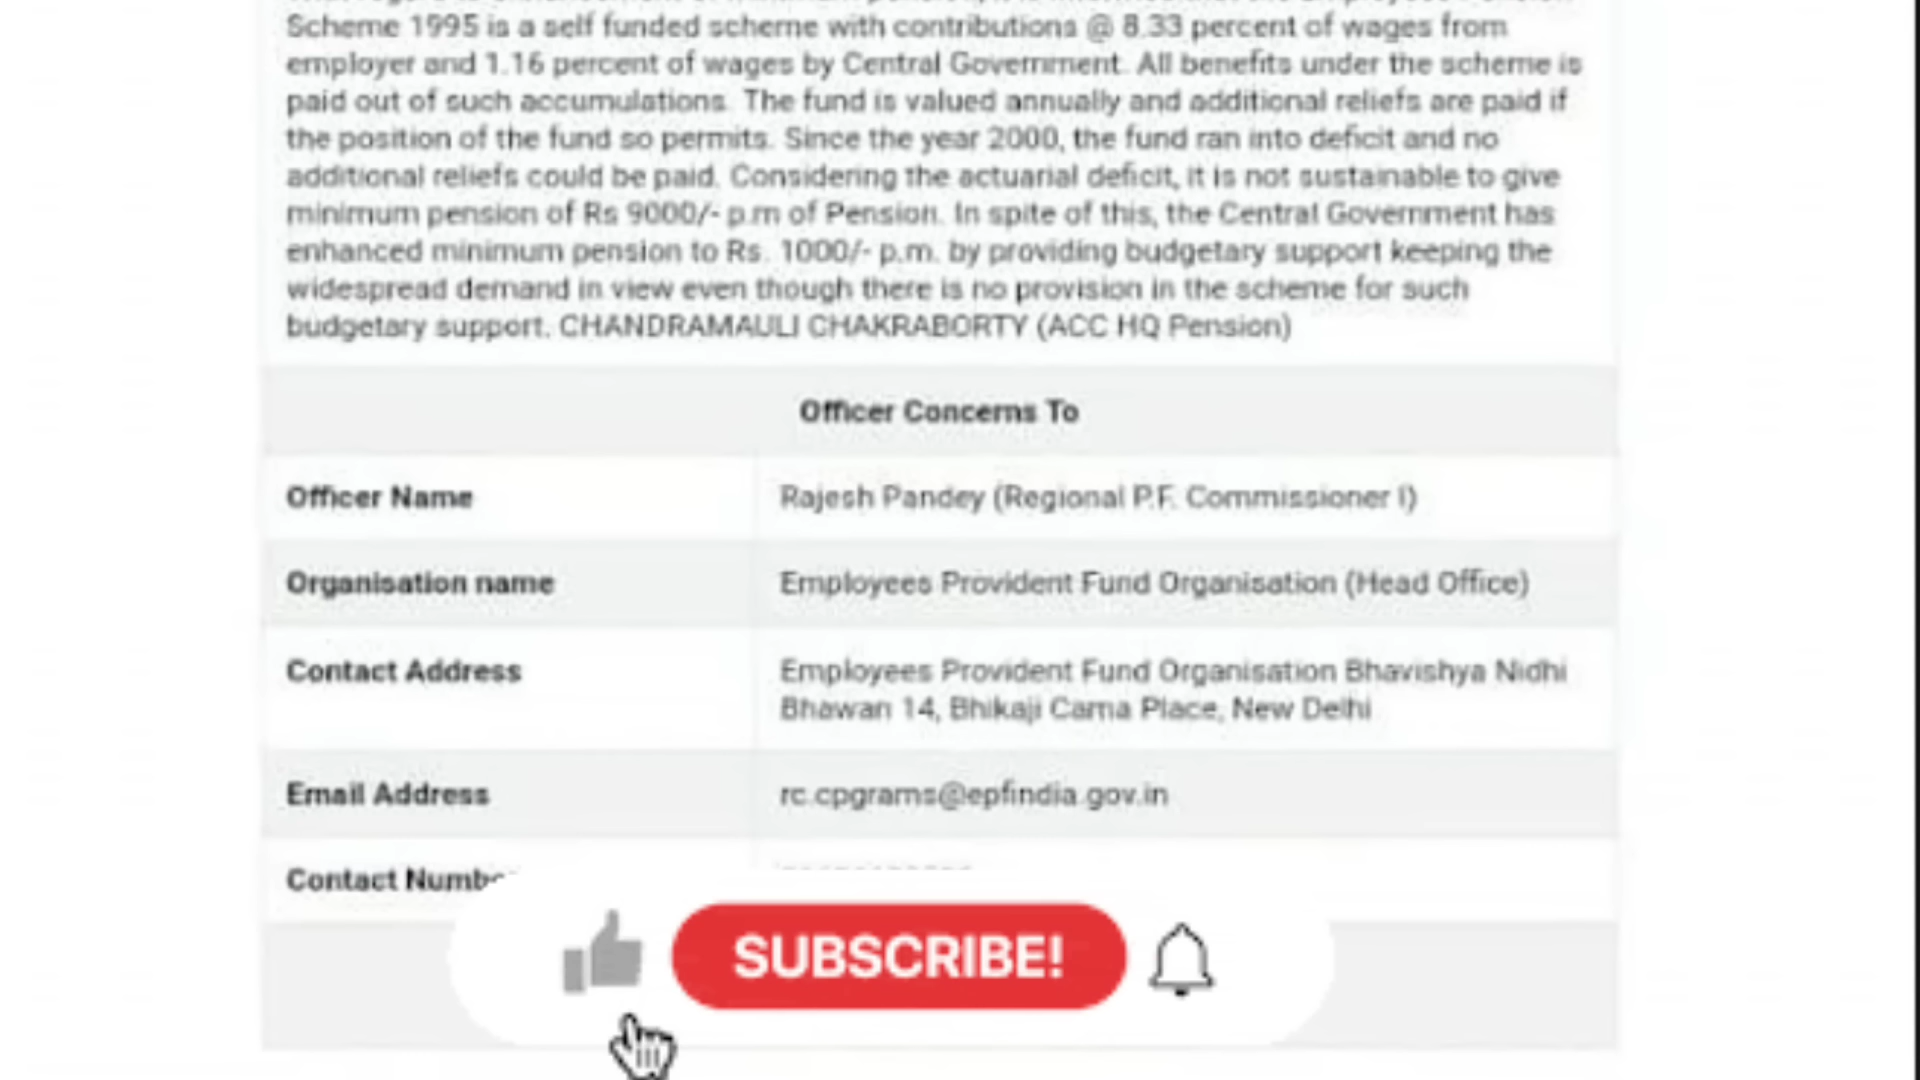 Scheme 1995 is a self funded scheme with contributions @ 8.33 percent of wages from
employer and 1.16 percent of wages by Central Government. All benefits under the scheme is
paid out of such accumulations. The fund is valued annually and additional reliefs are paid if
the position of the fund so permits. Since the year 2000, the fund ran into deficit and no
additional reliefs could be paid. Considering the actuarial deficit, it is not sustainable to give
minimum pension of Rs 9000/- p.m of Pension. In spite of this, the Central Government has
enhanced minimum pension to Rs. 1000/- p.m. by providing budgetary support keeping the
widespread demand in view even though there is no provision in the scheme for such
budgetary support. CHANDRAMAULI CHAKRABORTY (ACC HQ Pension)
Officer Concerns To
Officer Name Rajesh Pandey (Regional P.F. Commissioner I)
Organisation name Employees Provident Fund Organisation (Head Office)
Contact Address Employees Provident Fund Organisation Bhavishya Nidhi
Bhawan 14, Bhikaji Cama Place, New Delhi
Email Address rc.cpgrams@epfindia.gov.in
Contact
SUBSCRIBE!